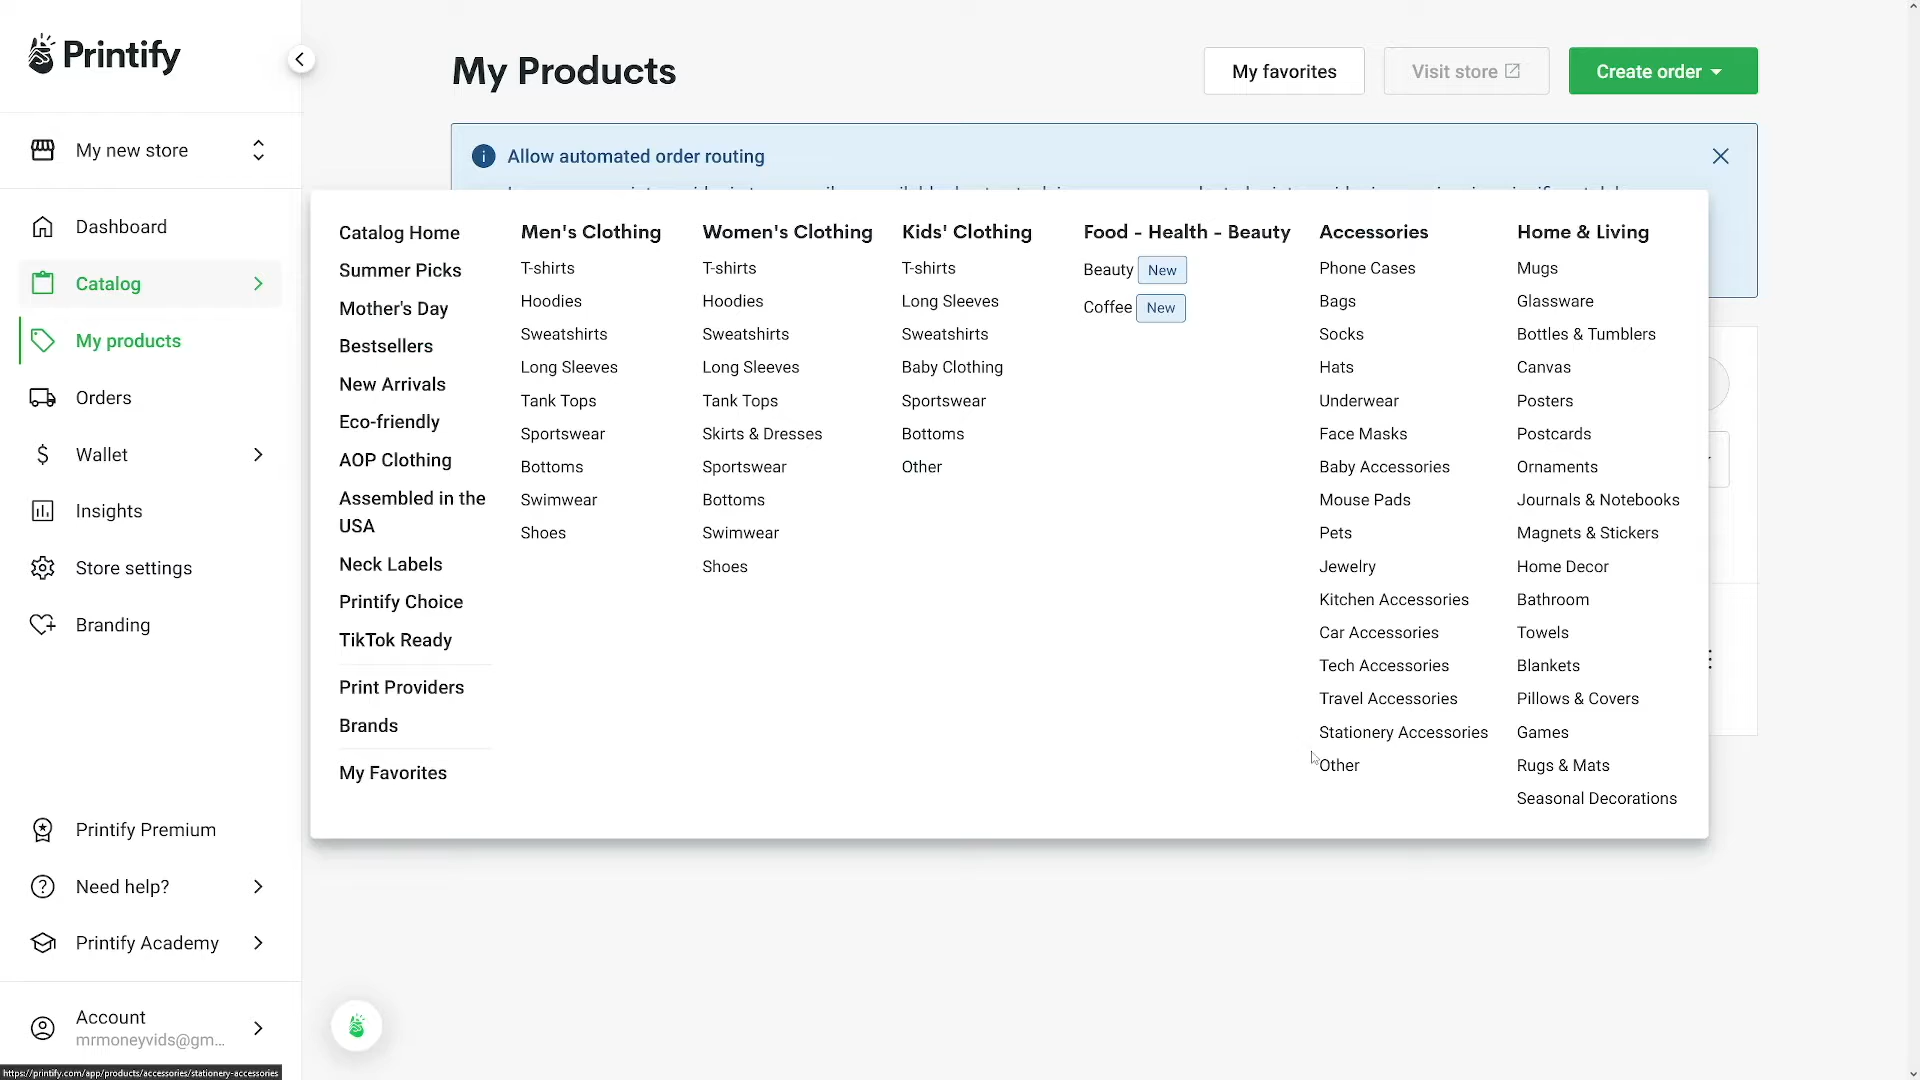 Printify
My new store
Dashboard
Catalog
My products
Orders
Wallet
Insights
Store settings
Branding
Printify Premium
Need help?
Printify Academy
Account
mrmoneyvids@gm...
https://printify.com/app/products/accessories/stationery-accessories
My Products
My favorites
Visit store
Create order
Allow automated order routing
Catalog Home
Summer Picks
Mother's Day
Bestsellers
New Arrivals
Eco-friendly
AOP Clothing
Assembled in the
USA
Neck Labels
Printify Choice
TikTok Ready
Print Providers
Brands
My Favorites
Men's Clothing
T-shirts
Hoodies
Sweatshirts
Long Sleeves
Tank Tops
Sportswear
Bottoms
Swimwear
Shoes
Women's Clothing
T-shirts
Hoodies
Sweatshirts
Long Sleeves
Tank Tops
Skirts & Dresses
Sportswear
Bottoms
Swimwear
Shoes
Kids' Clothing
T-shirts
Long Sleeves
Sweatshirts
Baby Clothing
Sportswear
Bottoms
Other
Food - Health - Beauty
Beauty New
Coffee New
Accessories
Phone Cases
Bags
Socks
Hats
Underwear
Face Masks
Baby Accessories
Mouse Pads
Pets
Jewelry
Kitchen Accessories
Car Accessories
Tech Accessories
Travel Accessories
Stationery Accessories
Other
Home & Living
Mugs
Glassware
Bottles & Tumblers
Canvas
Posters
Postcards
Ornaments
Journals & Notebooks
Magnets & Stickers
Home Decor
Bathroom
Towels
Blankets
Pillows & Covers
Games
Rugs & Mats
Seasonal Decorations